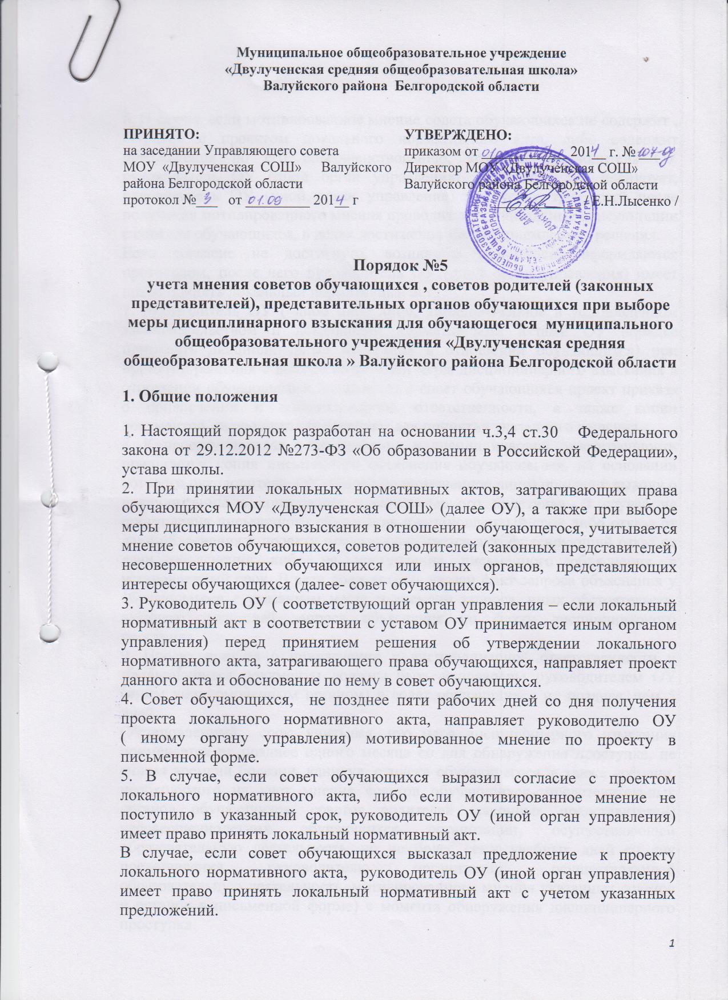 Муниципальное общеобразовательное учреждение
«Двулученская средняя общеобразовательная школа»
Валуйского района Белгородской области
ПРИНЯТО:
на заседании Управляющего совета
МОУ «Двулученская СОШ» Валуйского
района Белгородской области
протокол № 3 от 01.09 2014 г
УТВЕРЖДЕНО:
приказом от 01 сентября 2014 г. № 107-од
Директор МОУ «Двулученская СОШ»
Валуйского района Белгородской области
/ Е.Н.Лысенко /
Порядок №5
учета мнения советов обучающихся , советов родителей (законных
представителей), представительных органов обучающихся при выборе
меры дисциплинарного взыскания для обучающегося муниципального
общеобразовательного учреждения «Двулученская средняя
общеобразовательная школа » Валуйского района Белгородской области
1. Общие положения
1. Настоящий порядок разработан на основании ч.3,4 ст.30 Федерального
закона от 29.12.2012 №273-ФЗ «Об образовании в Российской Федерации»,
устава школы.
2. При принятии локальных нормативных актов, затрагивающих права
обучающихся МОУ «Двулученская СОШ» (далее ОУ), а также при выборе
меры дисциплинарного взыскания в отношении обучающегося, учитывается
мнение советов обучающихся, советов родителей (законных представителей)
несовершеннолетних обучающихся или иных органов, представляющих
интересы обучающихся (далее- совет обучающихся).
3. Руководитель ОУ ( соответствующий орган управления – если локальный
нормативный акт в соответствии с уставом ОУ принимается иным органом
управления) перед принятием решения об утверждении локального
нормативного акта, затрагивающего права обучающихся, направляет проект
данного акта и обоснование по нему в совет обучающихся.
4. Совет обучающихся, не позднее пяти рабочих дней со дня получения
проекта локального нормативного акта, направляет руководителю ОУ
( иному органу управления) мотивированное мнение по проекту в
письменной форме.
5. В случае, если совет обучающихся выразил согласие с проектом
локального нормативного акта, либо если мотивированное мнение не
поступило в указанный срок, руководитель ОУ (иной орган управления)
имеет право принять локальный нормативный акт.
В случае, если совет обучающихся высказал предложение к проекту
локального нормативного акта, руководитель ОУ (иной орган управления)
имеет право принять локальный нормативный акт с учетом указанных
предложений.
1